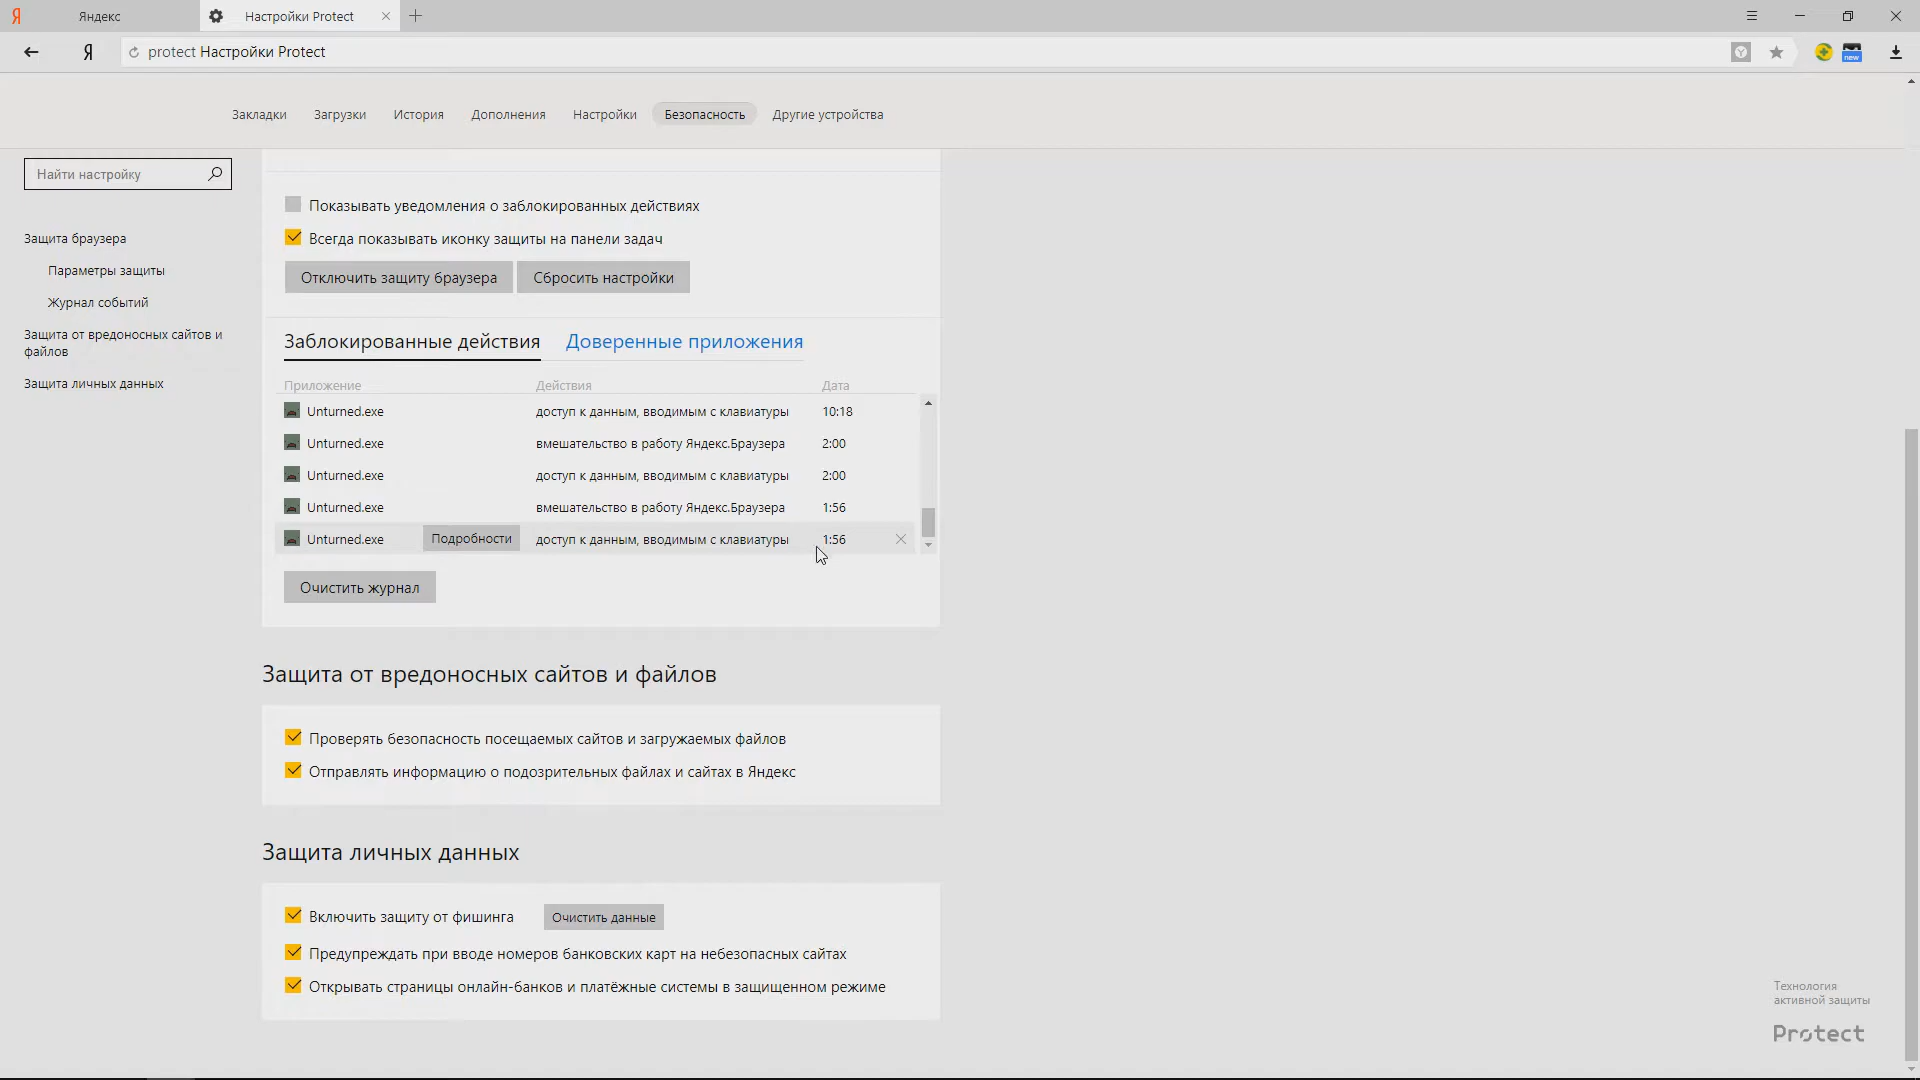 Я Яндекс Настройки Protect
Я protect Настройки Protect new
Закладки Загрузки История Дополнения Настройки Безопасность Другие устройства
Найти настройку
Защита браузера
Параметры защиты
Журнал событий
Защита от вредоносных сайтов и
файлов
Защита личных данных
Показывать уведомления о заблокированных действиях
Всегда показывать иконку защиты на панели задач
Отключить защиту браузера Сбросить настройки
Заблокированные действия Доверенные приложения
Приложение Действия Дата
Unturned.exe доступ к данным, вводимым с клавиатуры 10:18
Unturned.exe вмешательство в работу Яндекс.Браузера 2:00
Unturned.exe доступ к данным, вводимым с клавиатуры 2:00
Unturned.exe вмешательство в работу Яндекс.Браузера 1:56
Unturned.exe Подробности доступ к данным, вводимым с клавиатуры 1:56
Очистить журнал
Защита от вредоносных сайтов и файлов
Проверять безопасность посещаемых сайтов и загружаемых файлов
Отправлять информацию о подозрительных файлах и сайтах в Яндекс
Защита личных данных
Включить защиту от фишинга Очистить данные
Предупреждать при вводе номеров банковских карт на небезопасных сайтах
Открывать страницы онлайн-банков и платёжные системы в защищенном режиме
Технология
активной защиты
Protect